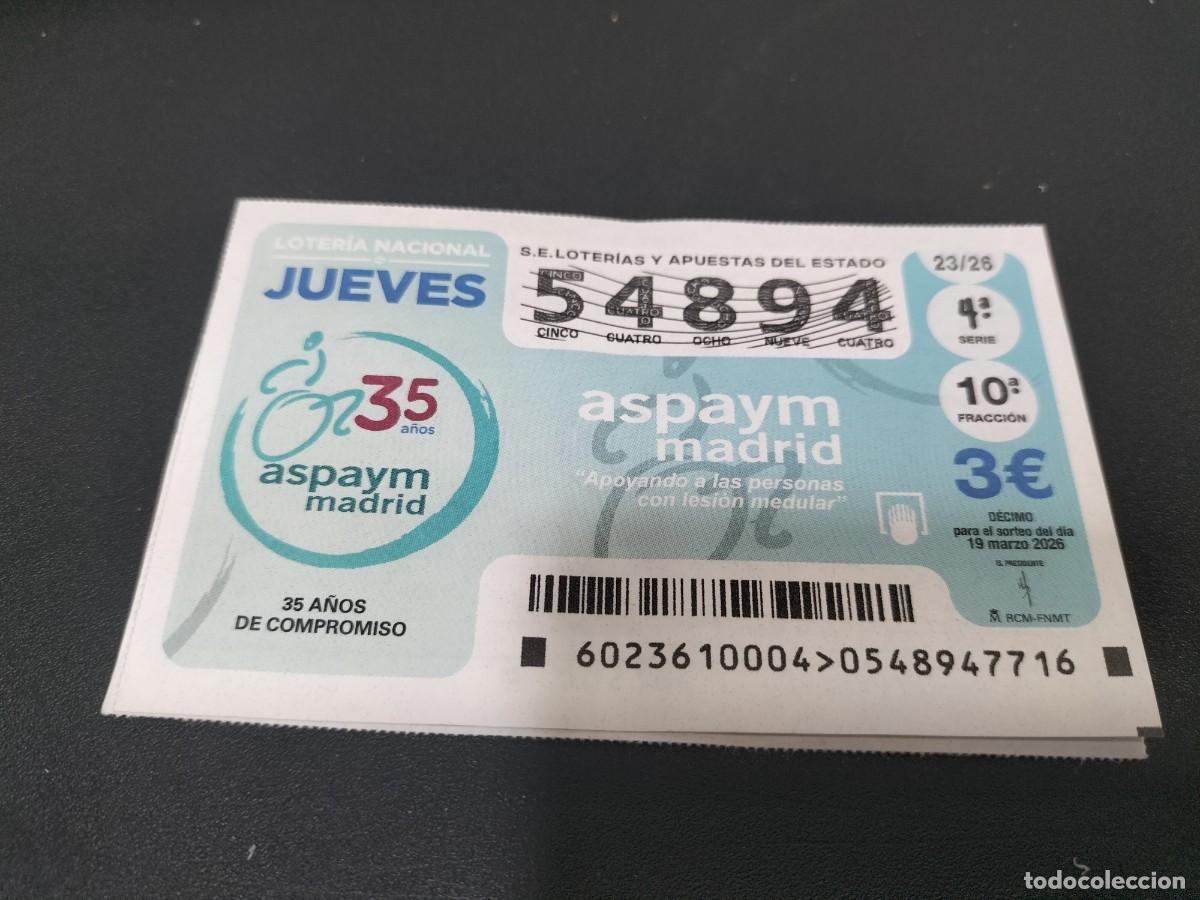 LOTERÍA NACIONAL
JUEVES
35
años
aspaym
madrid
35 AÑOS
DE COMPROMISO
S.E.LOTERÍAS Y APUESTAS DEL ESTADO
54894
CINCO CUATRO OCHO NUEVE CUATRO
aspaym
madrid
"Apoyando a las personas
con lesión medular"
23/26
4ª
SERIE
10ª
FRACCIÓN
3€
DÉCIMO
para el sorteo del día
19 marzo 2026
EL PRESIDENTE
RCM-FNMT
6023610004>0548947716
todocoleccion